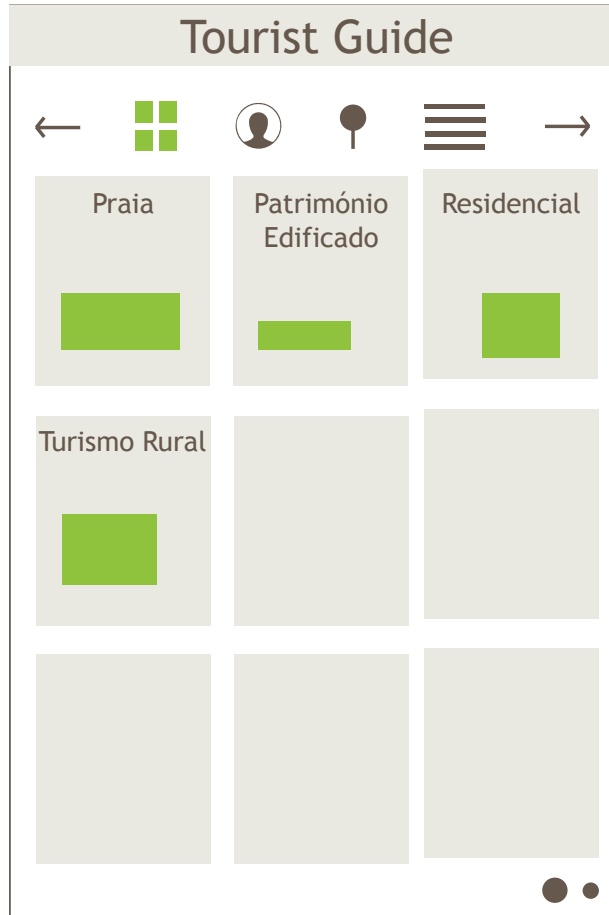 Tourist Guide
Praia
Património
Edificado
Residencial
Turismo Rural